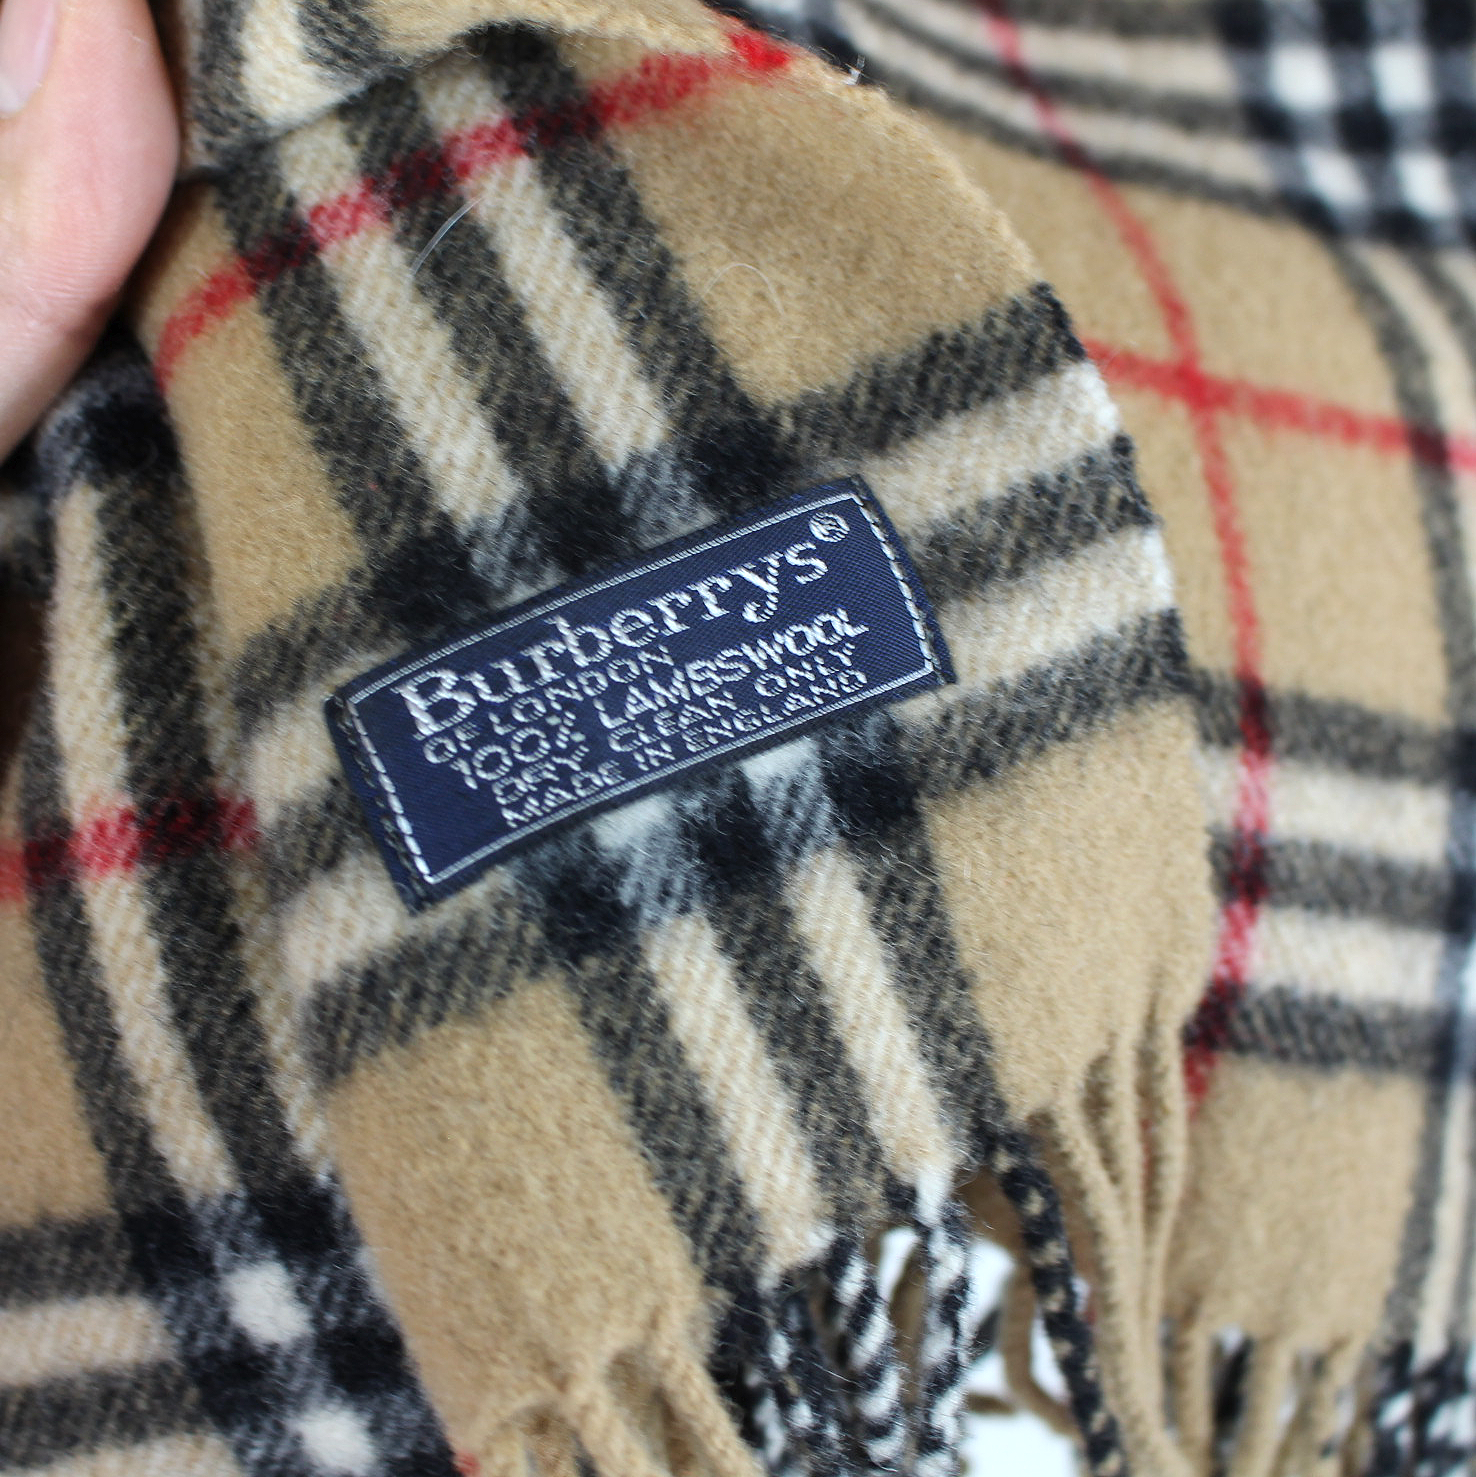 Burberrys®
OF LONDON
100% LAMBSWOOL
DRY CLEAN ONLY
MADE IN ENGLAND